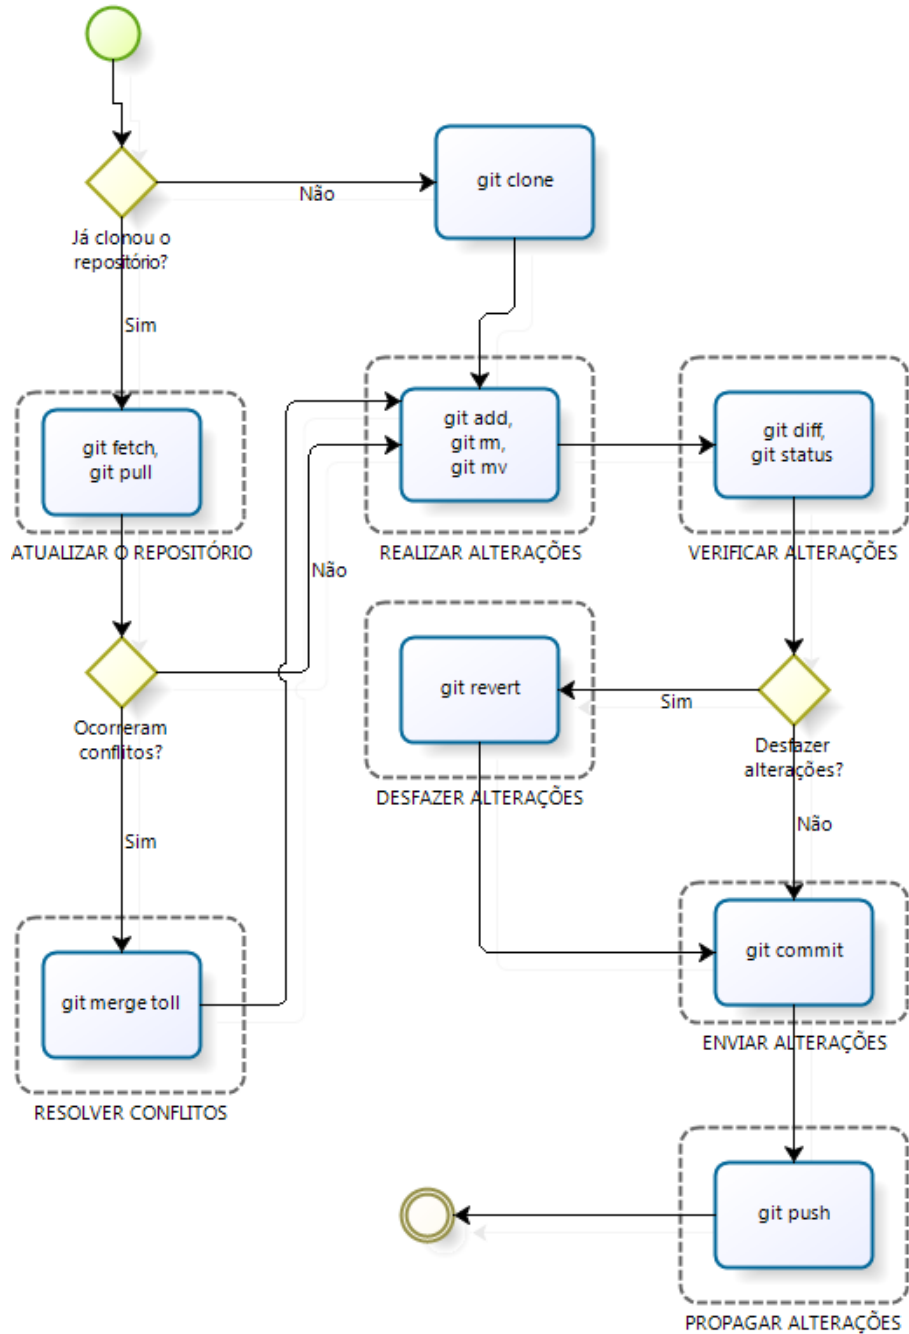 git clone
Não
Já clonou o
repositório?
Sim
git fetch,
git pull
ATUALIZAR O REPOSITÓRIO
git add,
git rm,
git mv
REALIZAR ALTERAÇÕES
git diff,
git status
VERIFICAR ALTERAÇÕES
Não
Ocorreram
conflitos?
git revert
DESFAZER ALTERAÇÕES
Sim
Desfazer
alterações?
Não
Sim
git merge toll
RESOLVER CONFLITOS
git commit
ENVIAR ALTERAÇÕES
git push
PROPAGAR ALTERAÇÕES